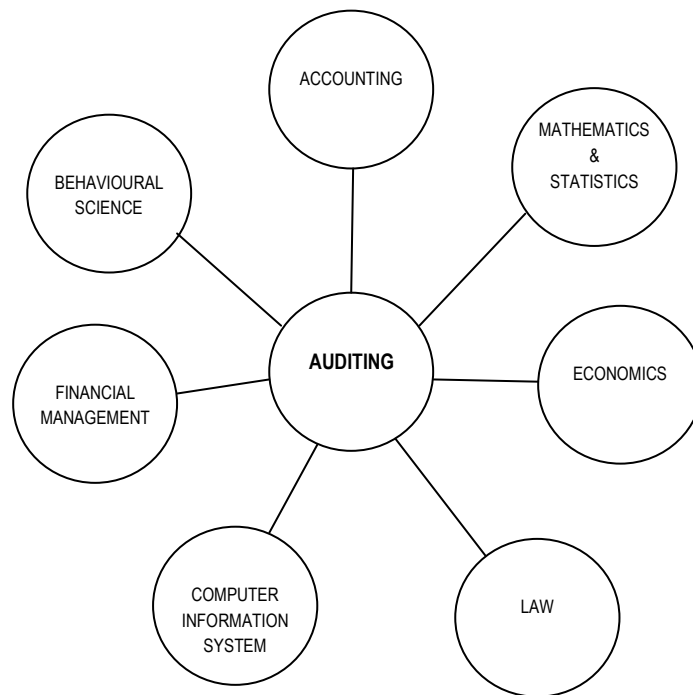 ACCOUNTING
MATHEMATICS
&
STATISTICS
BEHAVIOURAL
SCIENCE
AUDITING
ECONOMICS
FINANCIAL
MANAGEMENT
COMPUTER
INFORMATION
SYSTEM
LAW